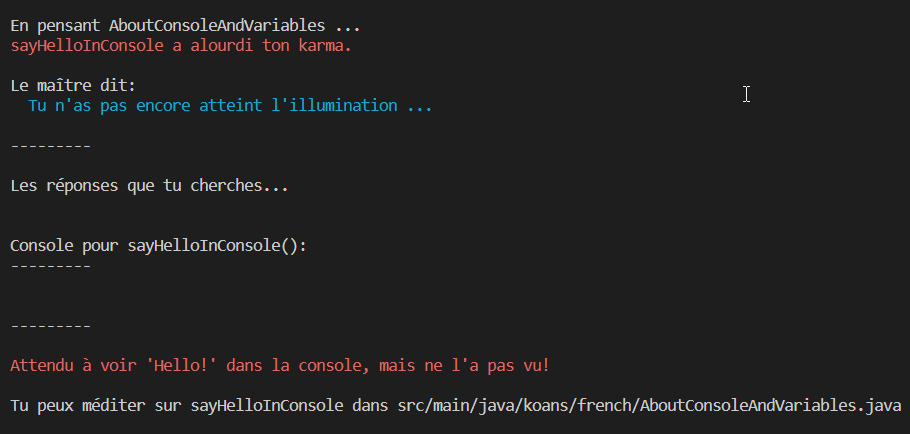 En pensant AboutConsoleAndVariables ...
sayHelloInConsole a alourdi ton karma.
Le maître dit:
Tu n'as pas encore atteint l'illumination ...
---------
Les réponses que tu cherches...
Console pour sayHelloInConsole():
---------
---------
Attendu à voir 'Hello!' dans la console, mais ne l'a pas vu!
Tu peux méditer sur sayHelloInConsole dans src/main/java/koans/french/AboutConsoleAndVariables.java